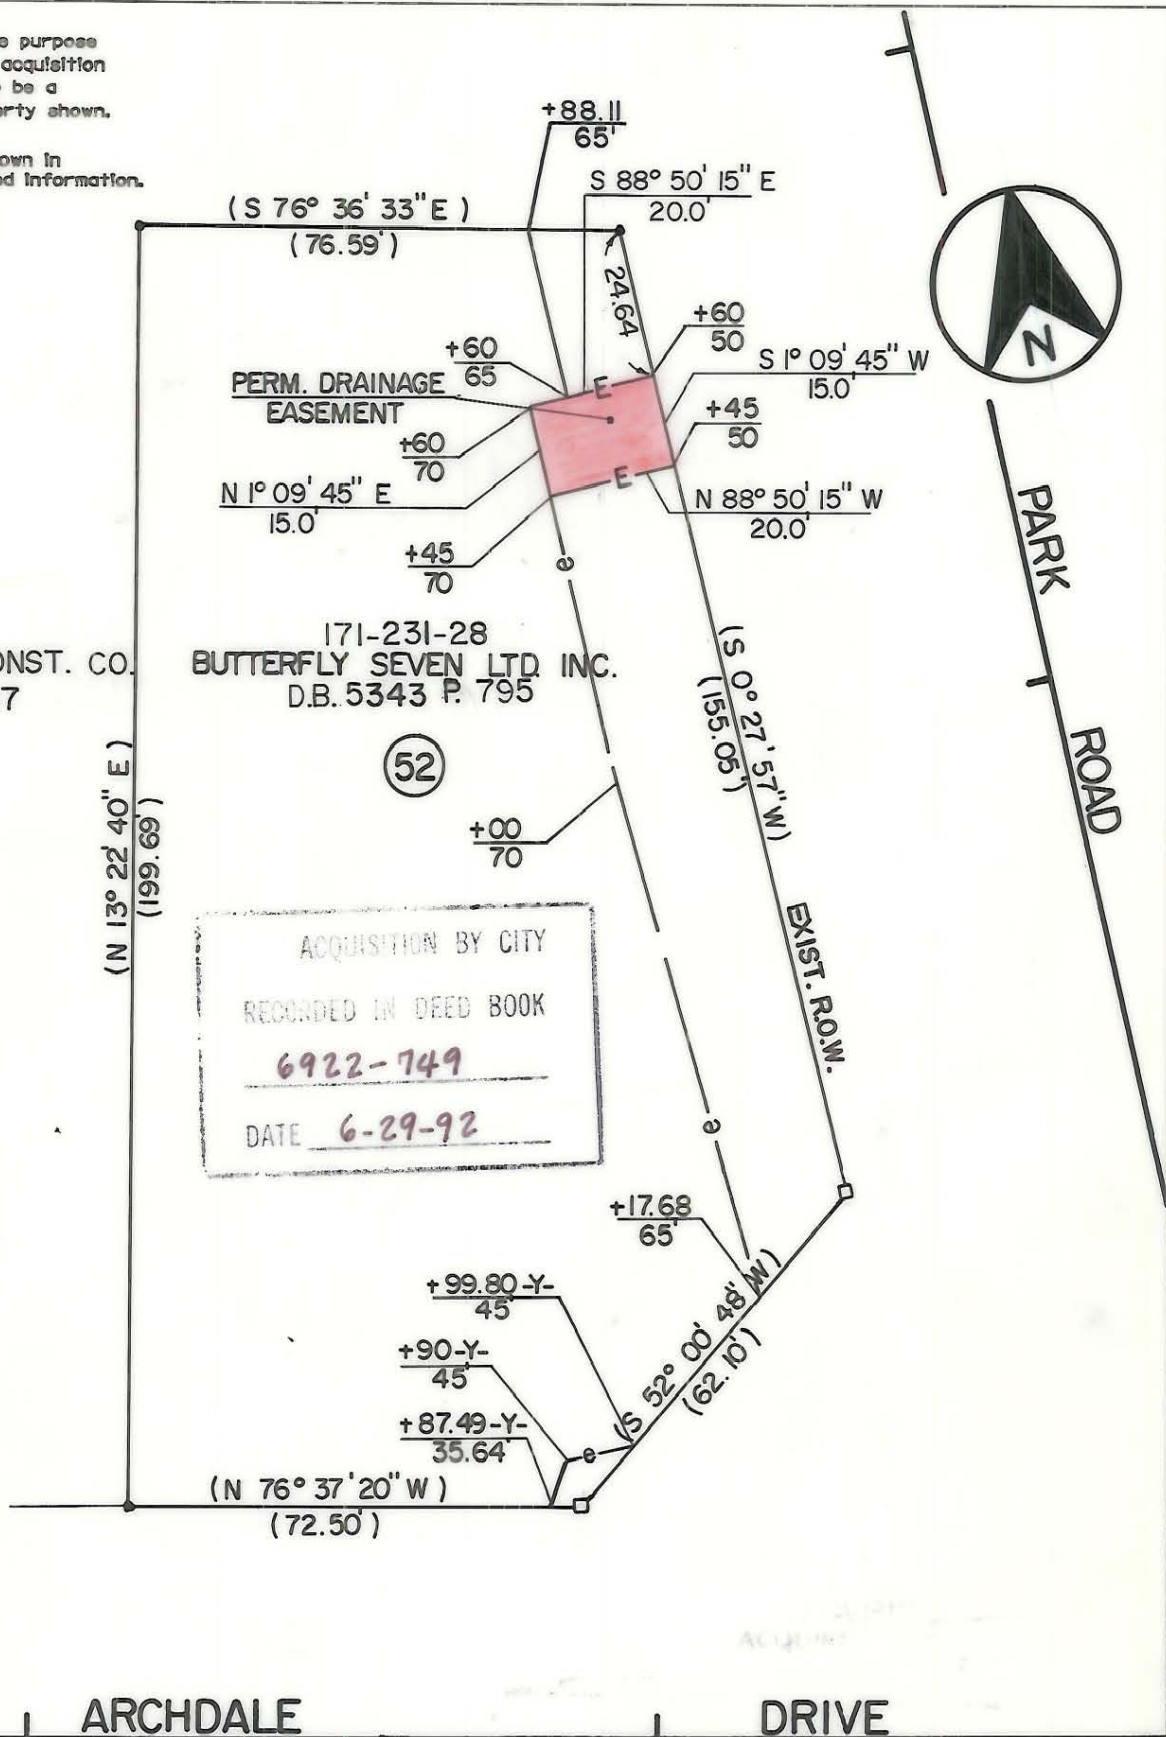 e purpose
acquisition
be a
erty shown.
own in
ed information.
+88.11
65'
S 88° 50' 15" E
20.0'
(S 76° 36' 33" E)
(76.59')
24.64
+60
50
+60
65
S 1° 09' 45" W
15.0'
PERM. DRAINAGE
EASEMENT
E
+45
50
+60
70
N 1° 09' 45" E
15.0'
E
N 88° 50' 15" W
20.0'
+45
70
e
N
PARK
ROAD
171-231-28
ONST. CO.
7
BUTTERFLY SEVEN LTD. INC.
D.B. 5343 P. 795
52
(S 0° 27' 57" W)
(155.05')
(N 13° 22' 40" E)
(199.69')
+00
70
EXIST. R.O.W.
ACQUISITION BY CITY
RECORDED IN DEED BOOK
6922-749
DATE 6-29-92
e
+17.68
65'
+99.80-Y-
45'
+90-Y-
45'
(S 52° 00' 48" W)
(62.10')
+87.49-Y-
35.64'
e
(N 76° 37' 20" W)
(72.50')
ARCHDALE DRIVE